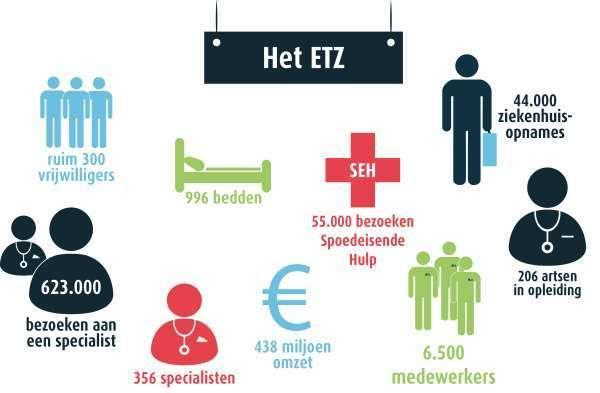 Het ETZ
ruim 300
vrijwilligers
996 bedden
SEH
55.000 bezoeken
Spoedeisende
Hulp
44.000
ziekenhuis-
opnames
623.000
bezoeken aan
een specialist
356 specialisten
438 miljoen
omzet
6.500
medewerkers
206 artsen
in opleiding